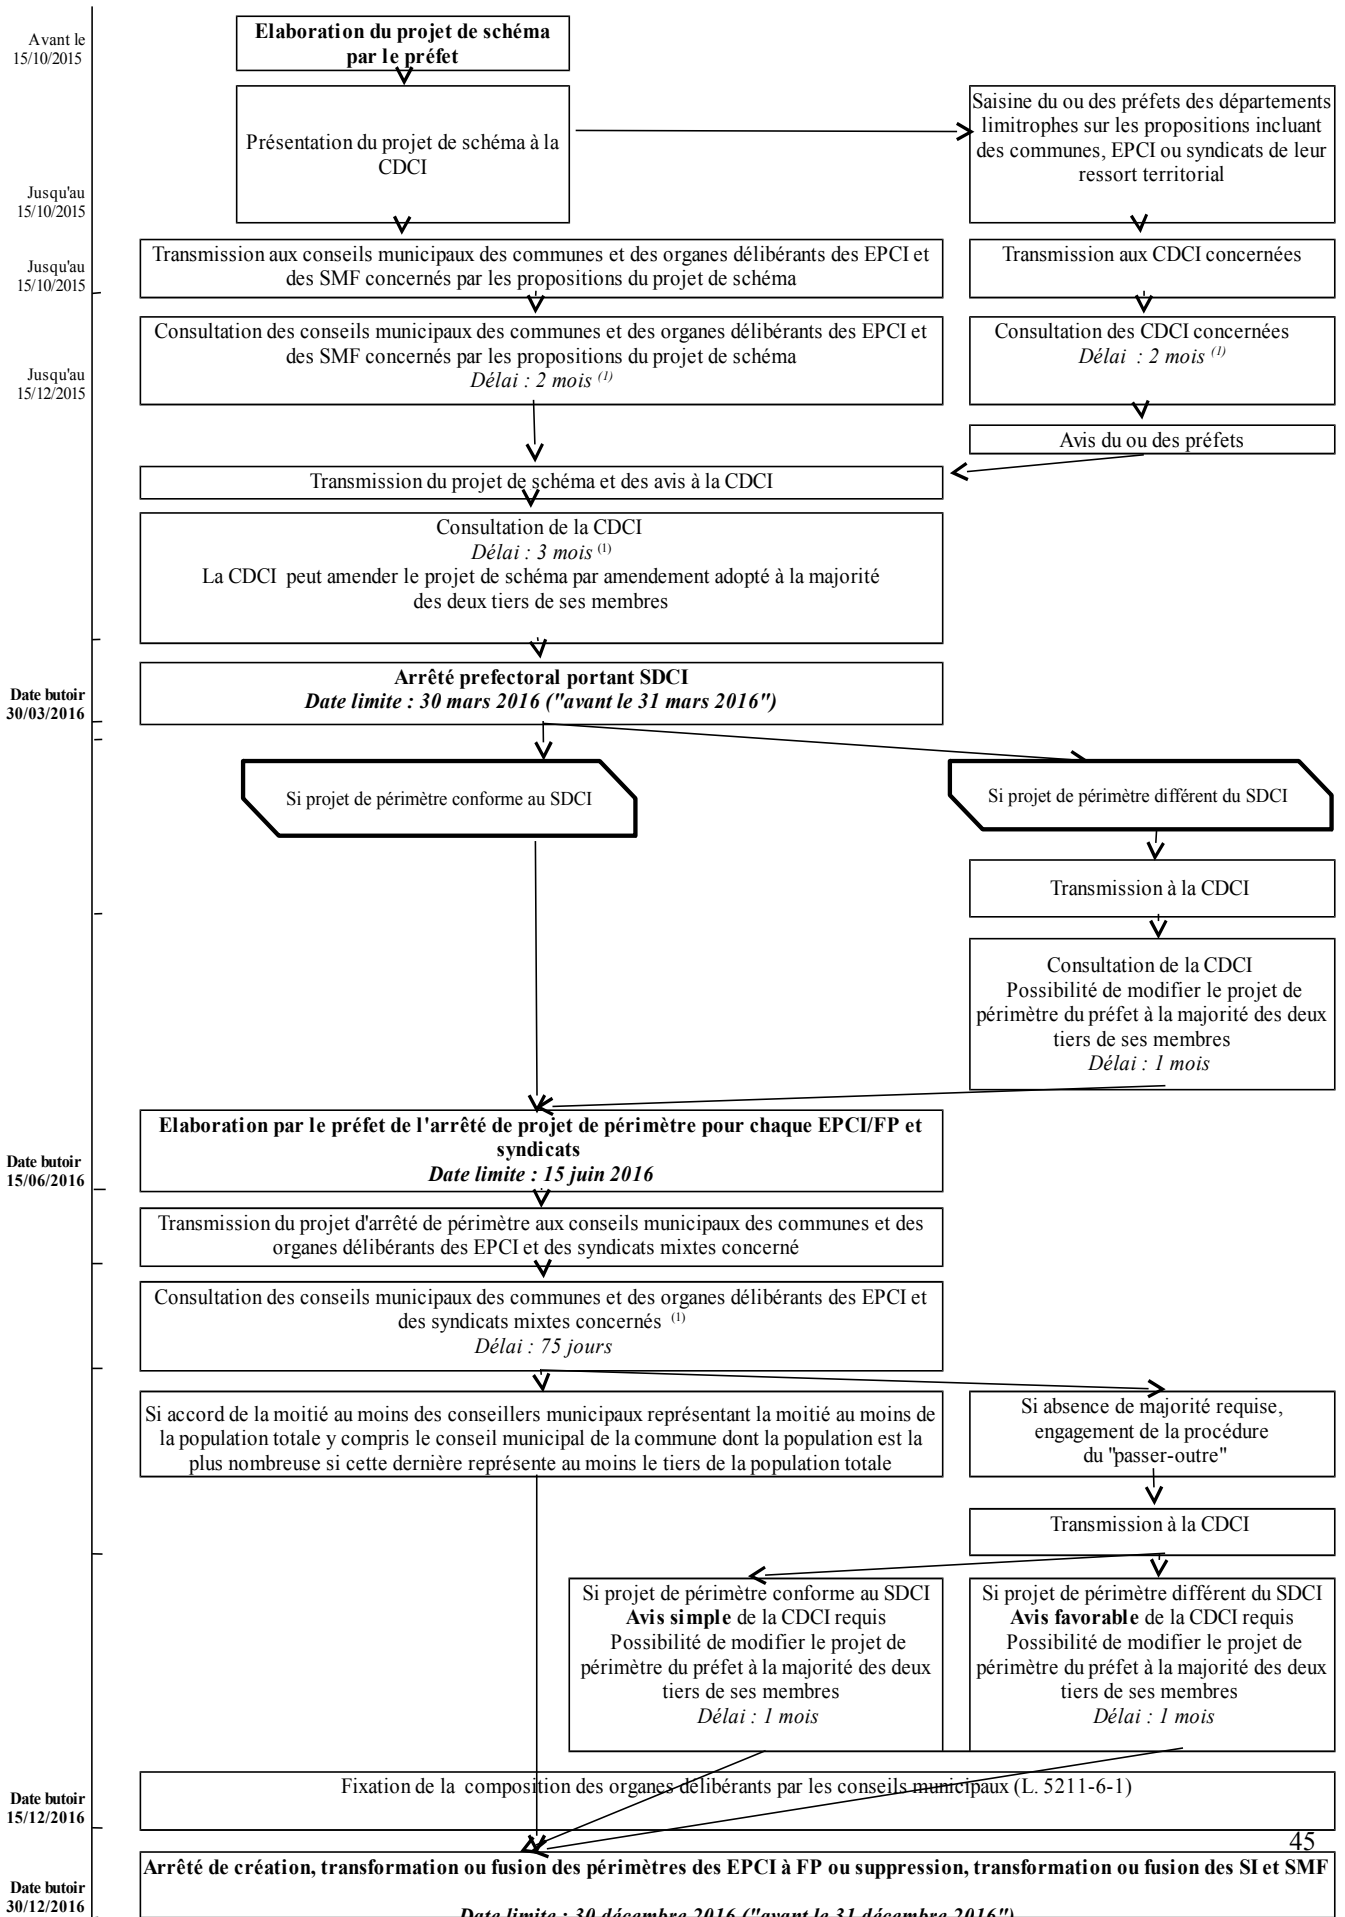 Avant le
15/10/2015
Elaboration du projet de schéma
par le préfet
Présentation du projet de schéma à la
CDCI
Saisine du ou des préfets des départements
limitrophes sur les propositions incluant
des communes, EPCI ou syndicats de leur
ressort territorial
Jusqu'au
15/10/2015
Jusqu'au
15/10/2015
Transmission aux conseils municipaux des communes et des organes délibérants des EPCI et
des SMF concernés par les propositions du projet de schéma
Transmission aux CDCI concernées
Jusqu'au
15/12/2015
Consultation des conseils municipaux des communes et des organes délibérants des EPCI et
des SMF concernés par les propositions du projet de schéma
Délai : 2 mois (1)
Consultation des CDCI concernées
Délai : 2 mois (1)
Avis du ou des préfets
Transmission du projet de schéma et des avis à la CDCI
Consultation de la CDCI
Délai : 3 mois (1)
La CDCI peut amender le projet de schéma par amendement adopté à la majorité
des deux tiers de ses membres
Date butoir
30/03/2016
Arrêté prefectoral portant SDCI
Date limite : 30 mars 2016 ("avant le 31 mars 2016")
Si projet de périmètre conforme au SDCI
Si projet de périmètre différent du SDCI
Transmission à la CDCI
Consultation de la CDCI
Possibilité de modifier le projet de
périmètre du préfet à la majorité des deux
tiers de ses membres
Délai : 1 mois
Date butoir
15/06/2016
Elaboration par le préfet de l'arrêté de projet de périmètre pour chaque EPCI/FP et
syndicats
Date limite : 15 juin 2016
Transmission du projet d'arrêté de périmètre aux conseils municipaux des communes et des
organes délibérants des EPCI et des syndicats mixtes concerné
Consultation des conseils municipaux des communes et des organes délibérants des EPCI et
des syndicats mixtes concernés (1)
Délai : 75 jours
Si accord de la moitié au moins des conseillers municipaux représentant la moitié au moins de
la population totale y compris le conseil municipal de la commune dont la population est la
plus nombreuse si cette dernière représente au moins le tiers de la population totale
Si absence de majorité requise,
engagement de la procédure
du "passer-outre"
Transmission à la CDCI
Si projet de périmètre conforme au SDCI
Avis simple de la CDCI requis
Possibilité de modifier le projet de
périmètre du préfet à la majorité des deux
tiers de ses membres
Délai : 1 mois
Si projet de périmètre différent du SDCI
Avis favorable de la CDCI requis
Possibilité de modifier le projet de
périmètre du préfet à la majorité des deux
tiers de ses membres
Délai : 1 mois
Date butoir
15/12/2016
Fixation de la composition des organes délibérants par les conseils municipaux (L. 5211-6-1)
45
Date butoir
30/12/2016
Arrêté de création, transformation ou fusion des périmètres des EPCI à FP ou suppression, transformation ou fusion des SI et SMF
Date limite : 30 décembre 2016 ("avant le 31 décembre 2016")